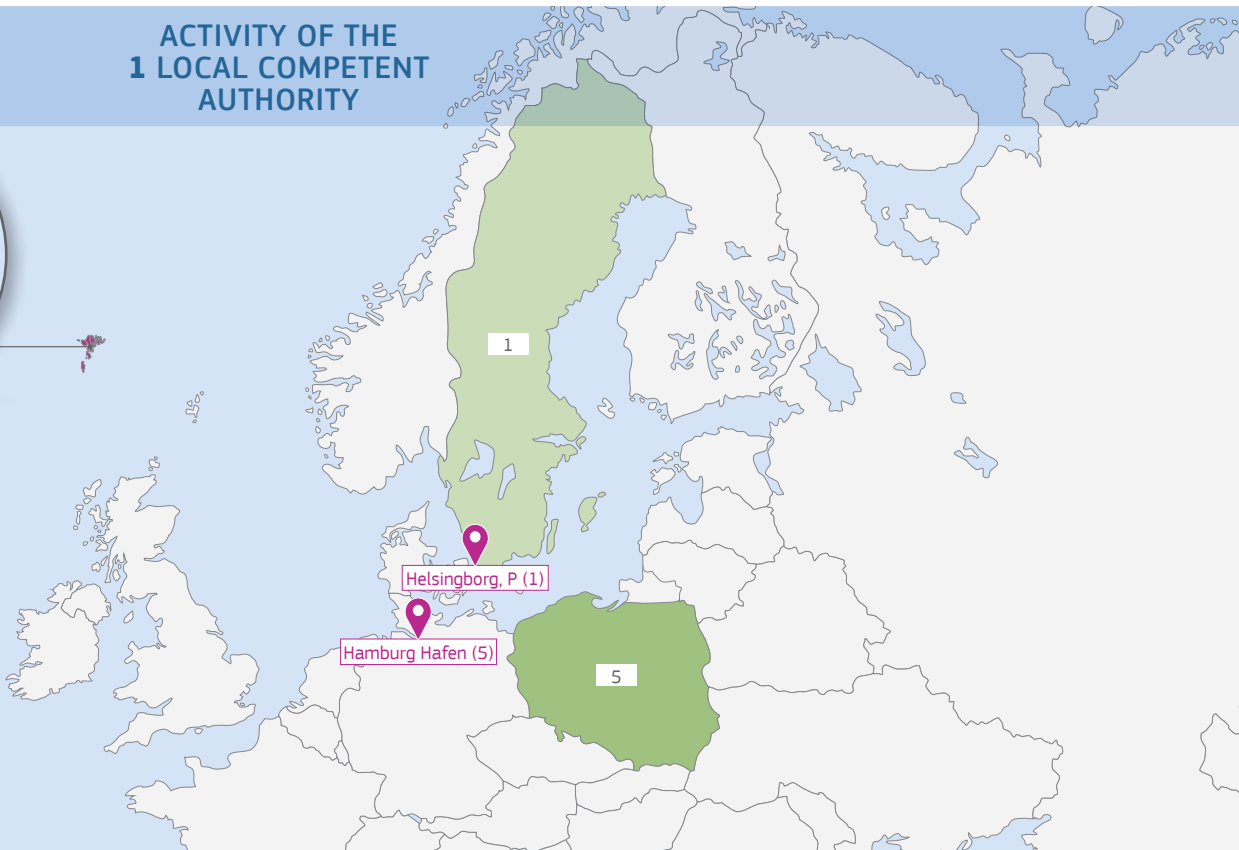 ACTIVITY OF THE
1 LOCAL COMPETENT
AUTHORITY
1
Helsingborg, P (1)
Hamburg Hafen (5)
5